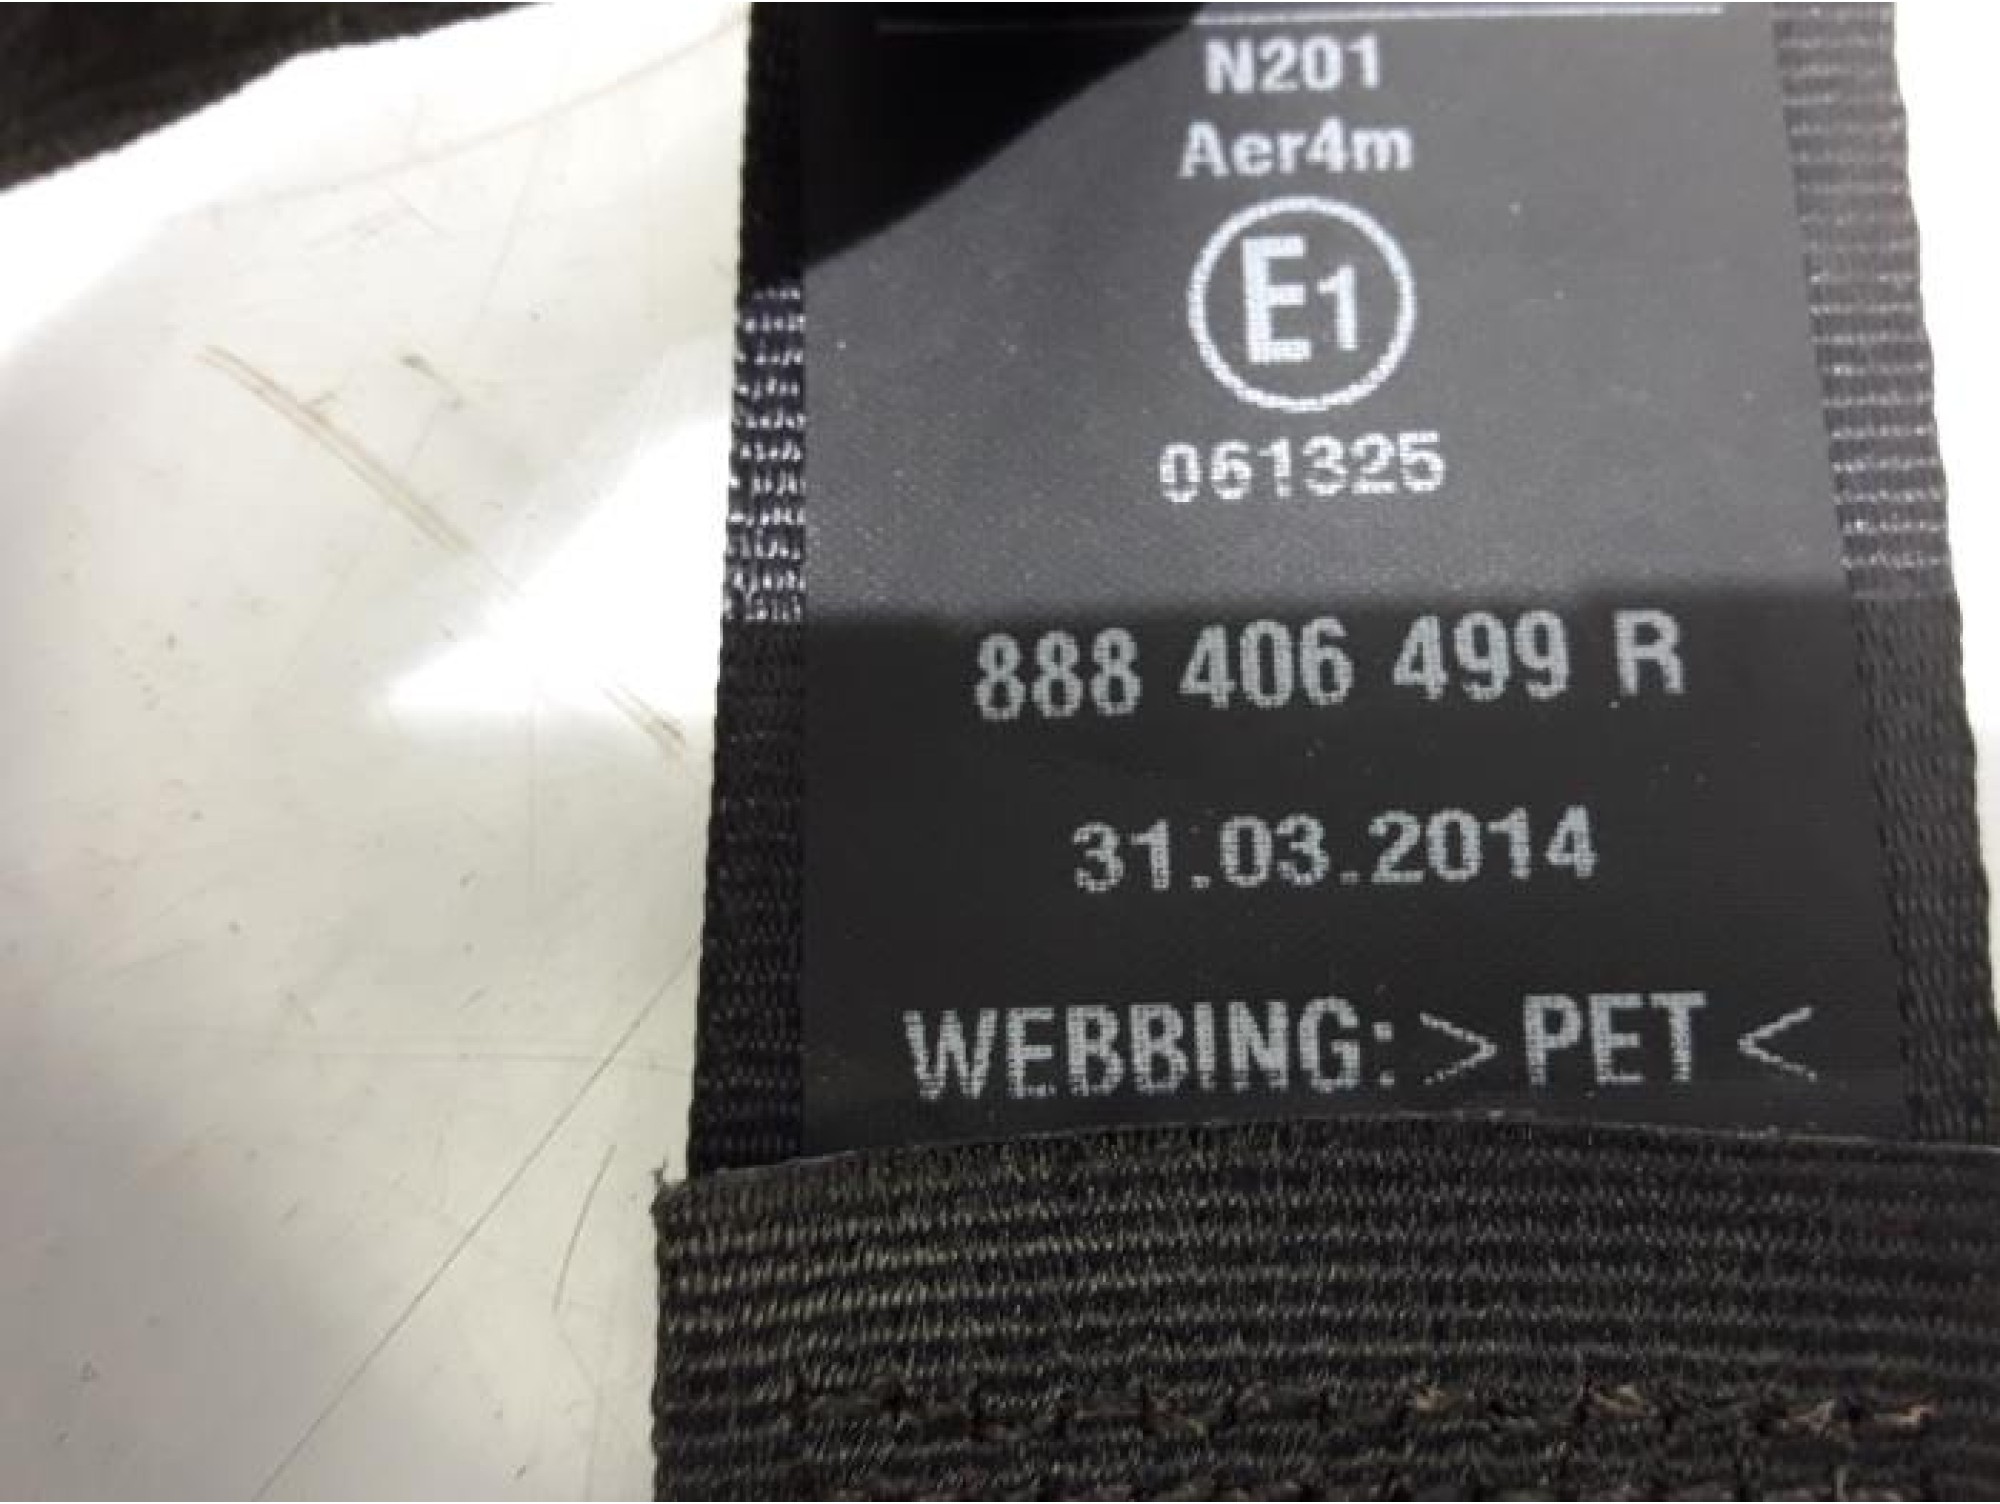 N201
Aer4m
E1
061325
888 406 499 R
31.03.2014
WEBBING: >PET<